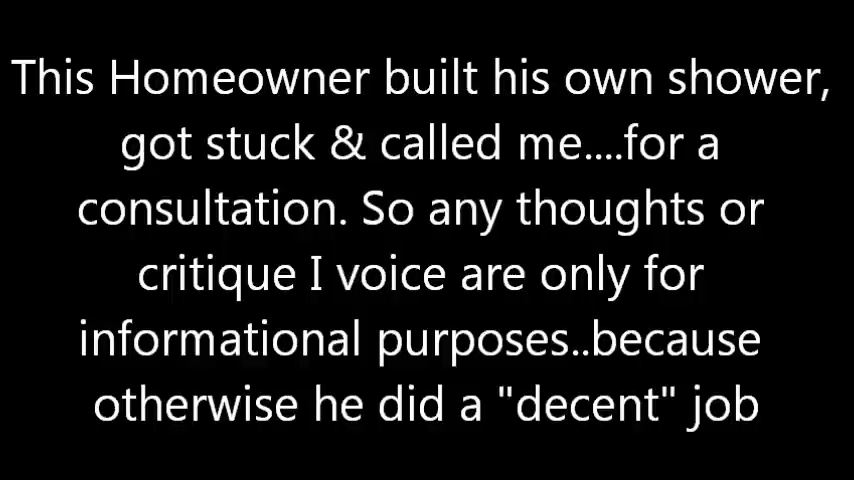 This Homeowner built his own shower,
got stuck & called me....for a
consultation. So any thoughts or
critique I voice are only for
informational purposes..because
otherwise he did a "decent" job